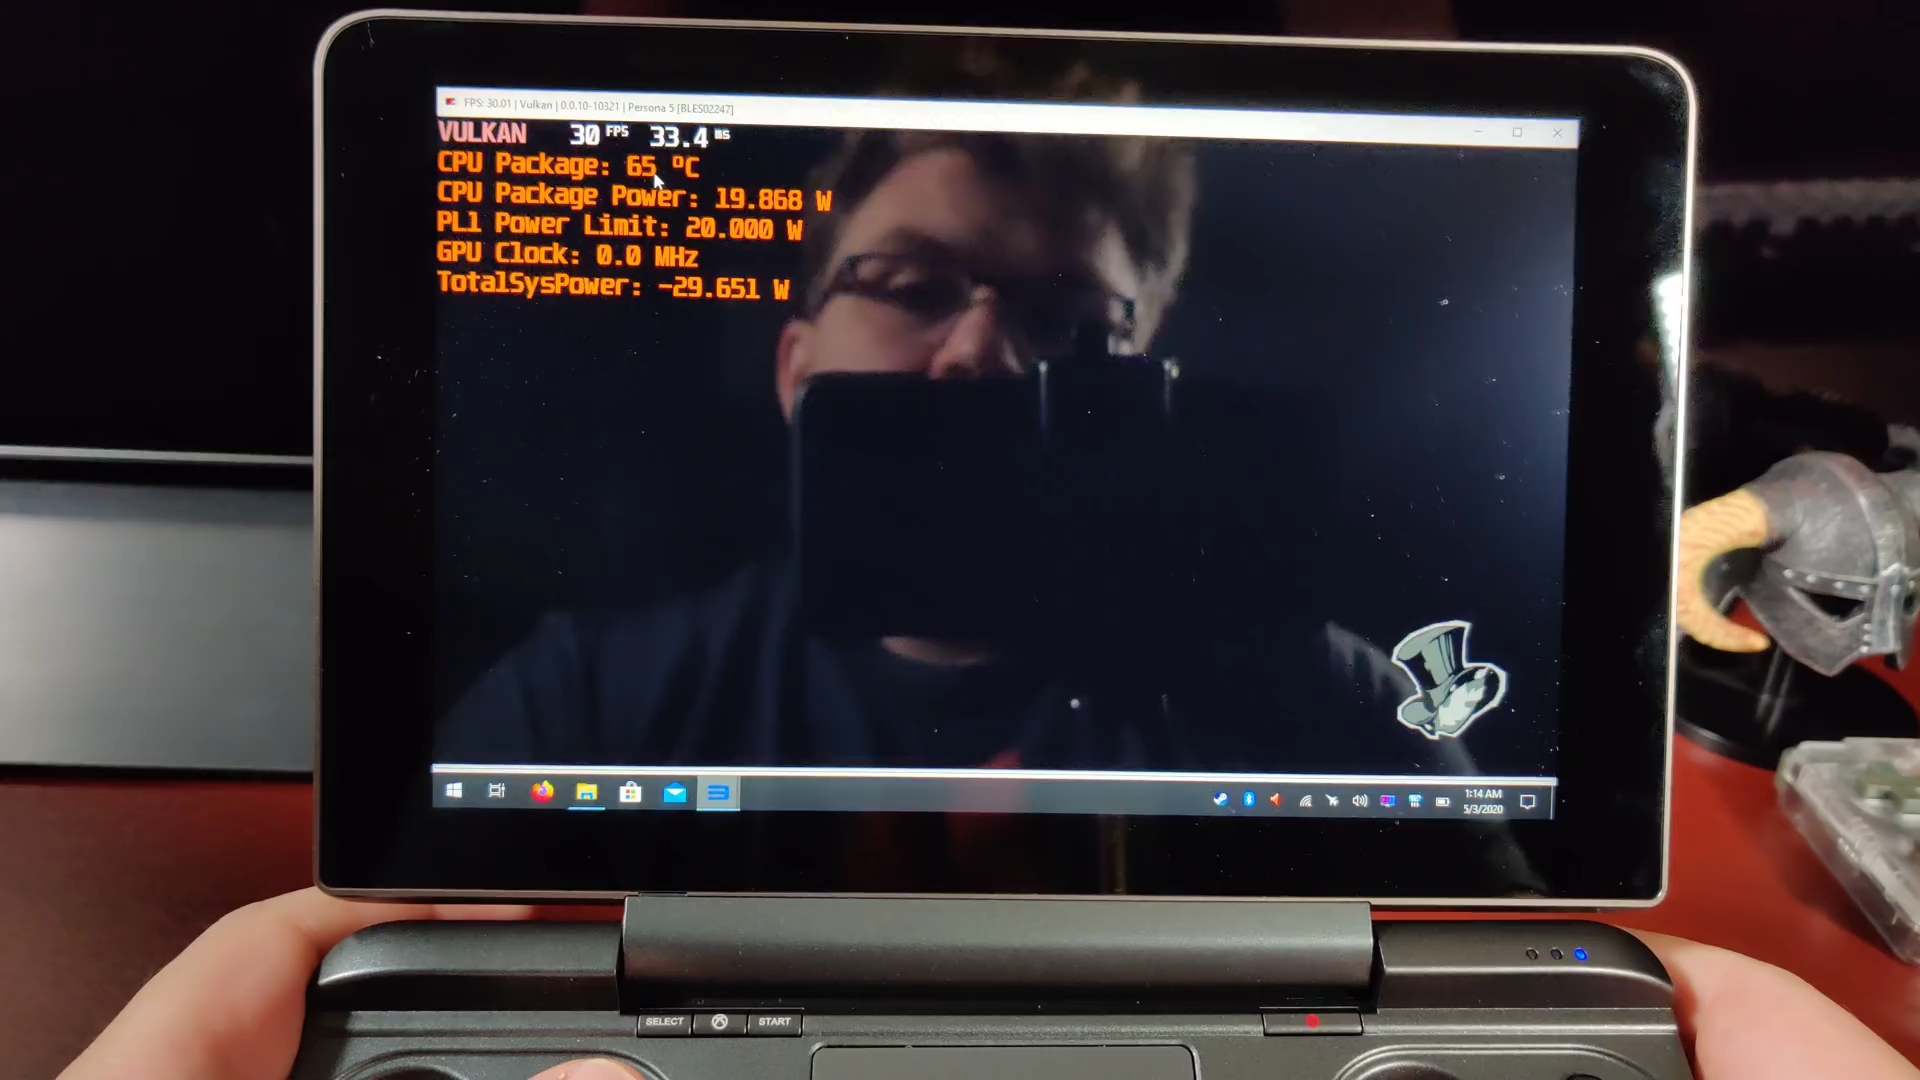 FPS: 30.01 | Vulkan | 0.0.10-10321 | Persona 5 [BLES02247]
VULKAN 30 FPS 33.4 ms
CPU Package: 65 ºC
CPU Package Power: 19.868 W
PL1 Power Limit: 20.000 W
GPU Clock: 0.0 MHz
TotalSysPower: -29.651 W
1:14 AM
5/3/2020
SELECT
START